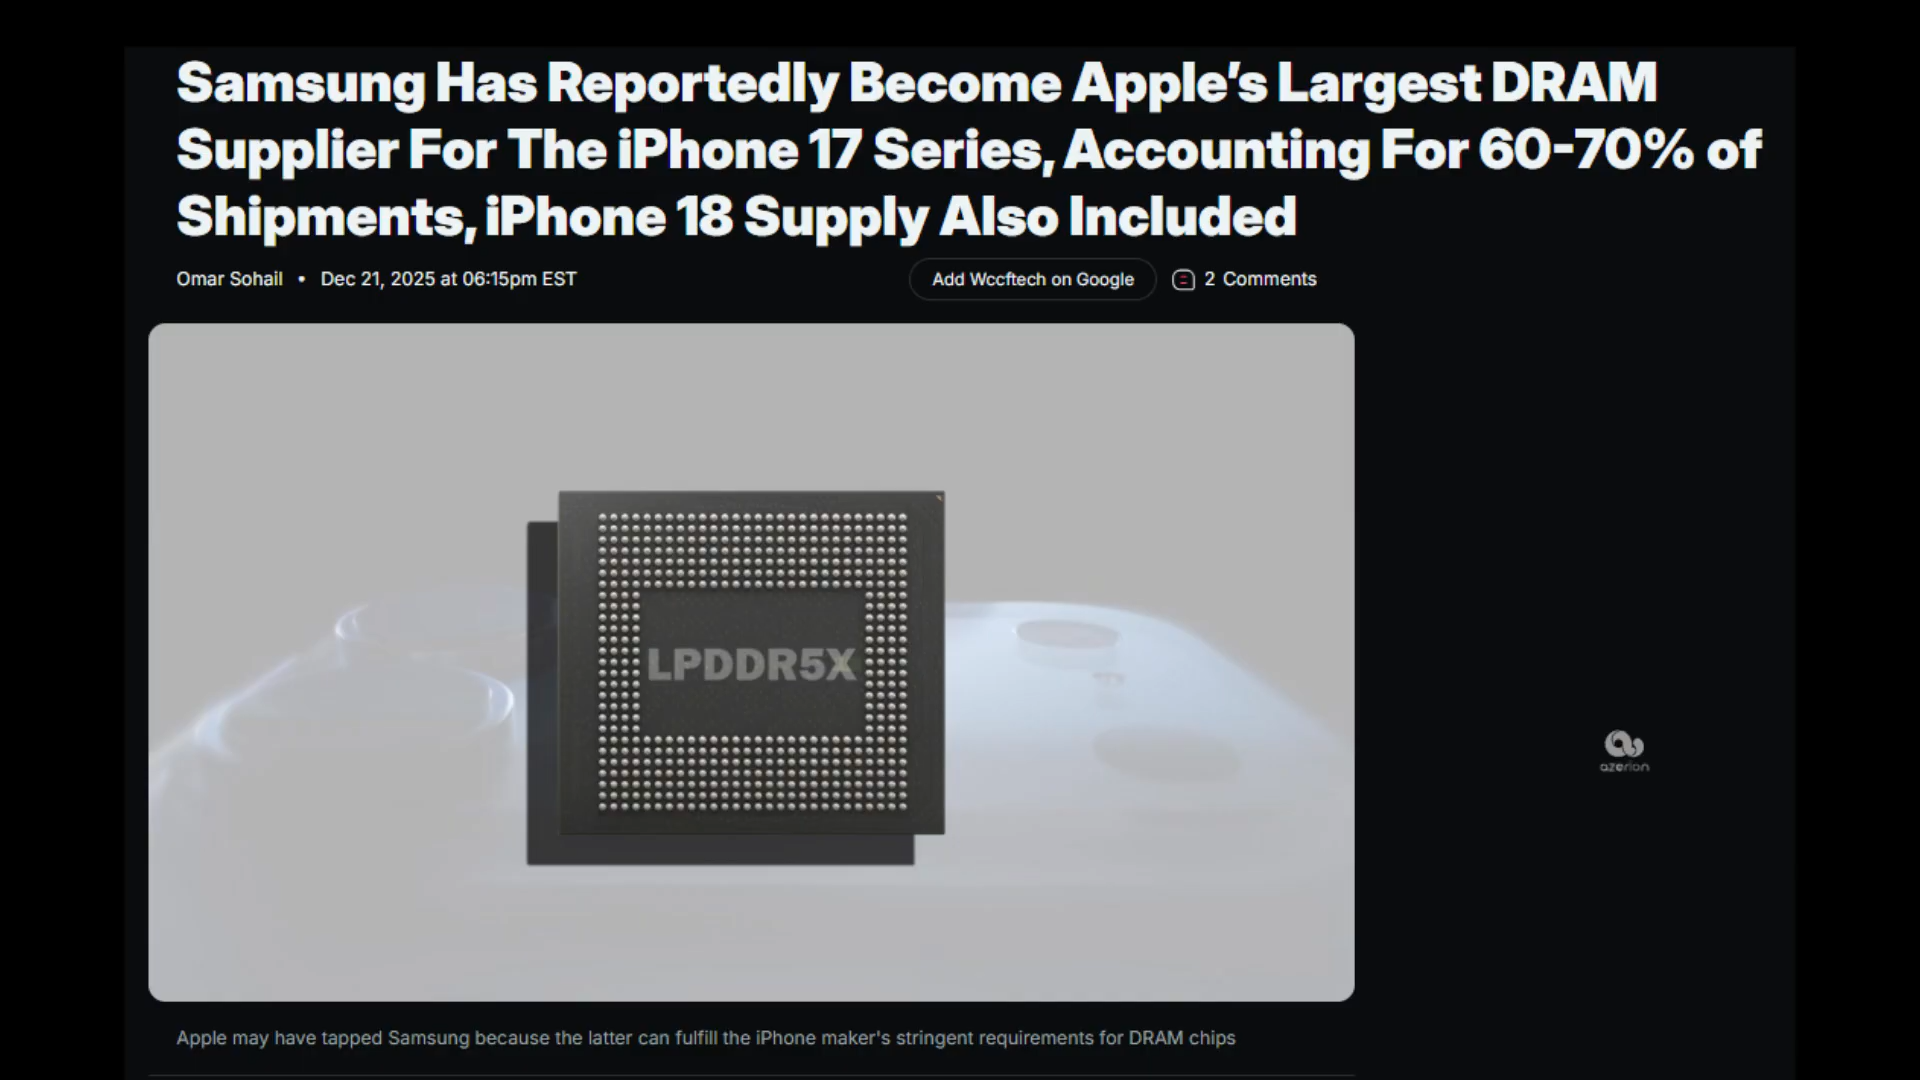 Samsung Has Reportedly Become Apple’s Largest DRAM
Supplier For The iPhone 17 Series, Accounting For 60-70% of
Shipments, iPhone 18 Supply Also Included
Omar Sohail • Dec 21, 2025 at 06:15pm EST
Add Wccftech on Google
2 Comments
LPDDR5X
azerion
Apple may have tapped Samsung because the latter can fulfill the iPhone maker's stringent requirements for DRAM chips